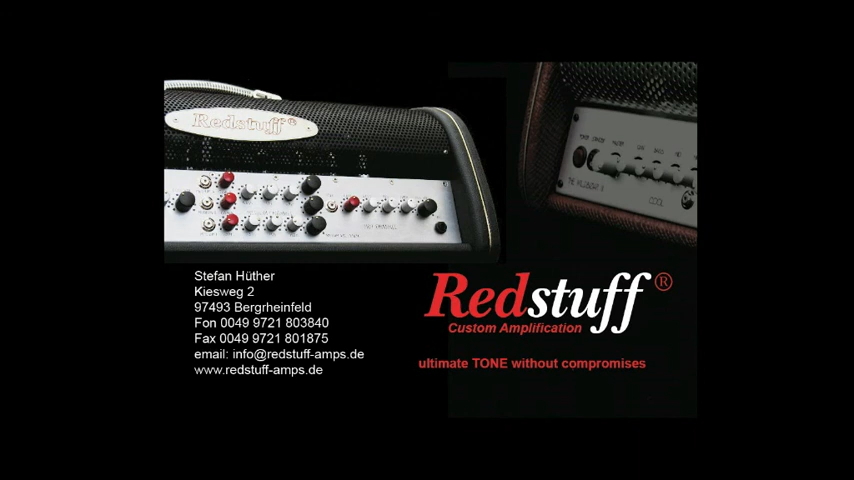 Redstuff®
COOL
Stefan Hüther
Kiesweg 2
97493 Bergrheinfeld
Fon 0049 9721 803840
Fax 0049 9721 801875
email: info@redstuff-amps.de
www.redstuff-amps.de
Redstuff®
Custom Amplification
ultimate TONE without compromises